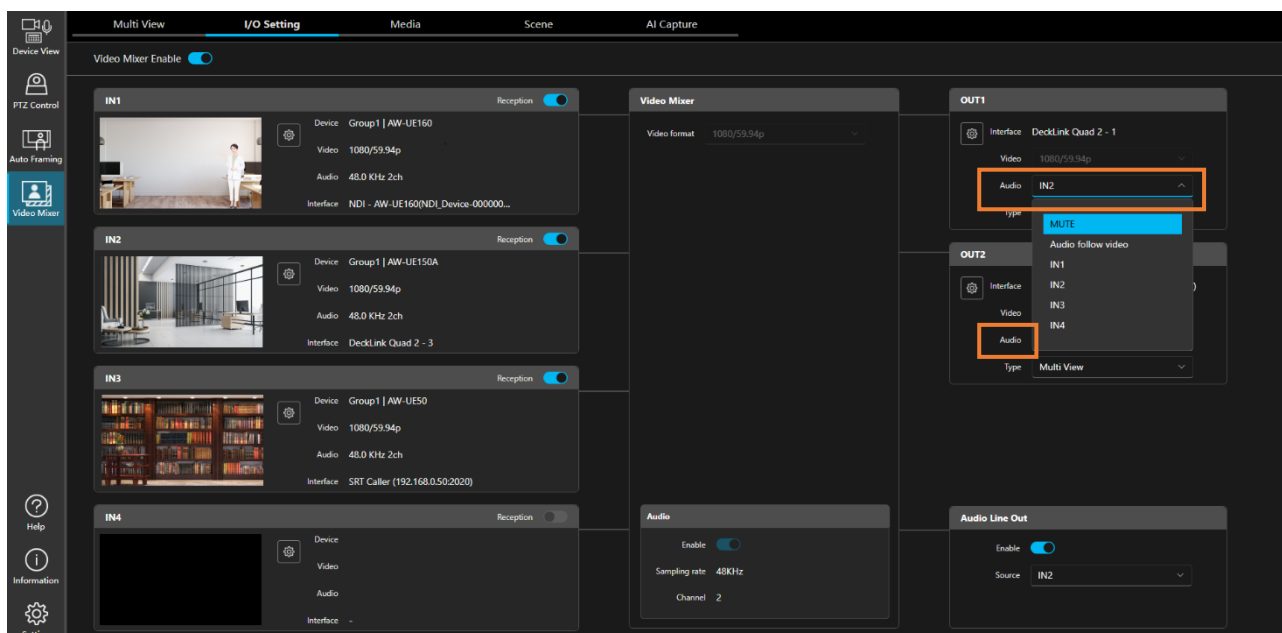 Multi View
I/O Setting
Media
Scene
AI Capture
Device View
PTZ Control
Auto Framing
Video Mixer
Help
Information
Video Mixer Enable
IN1
Reception
Device Group1 | AW-UE160
Video 1080/59.94p
Audio 48.0 KHz 2ch
Interface NDI - AW-UE160(NDI_Device-000000...
IN2
Reception
Device Group1 | AW-UE150A
Video 1080/59.94p
Audio 48.0 KHz 2ch
Interface DeckLink Quad 2 - 3
IN3
Reception
Device Group1 | AW-UE50
Video 1080/59.94p
Audio 48.0 KHz 2ch
Interface SRT Caller (192.168.0.50:2020)
IN4
Reception
Device
Video
Audio
Interface -
Video Mixer
Video format 1080/59.94p
Audio
Enable
Sampling rate 48KHz
Channel 2
OUT1
Interface DeckLink Quad 2 - 1
Video 1080/59.94p
Audio IN2
Type
MUTE
Audio follow video
IN1
IN2
IN3
IN4
OUT2
Interface )
Video
Audio
Type Multi View
Audio Line Out
Enable
Source IN2